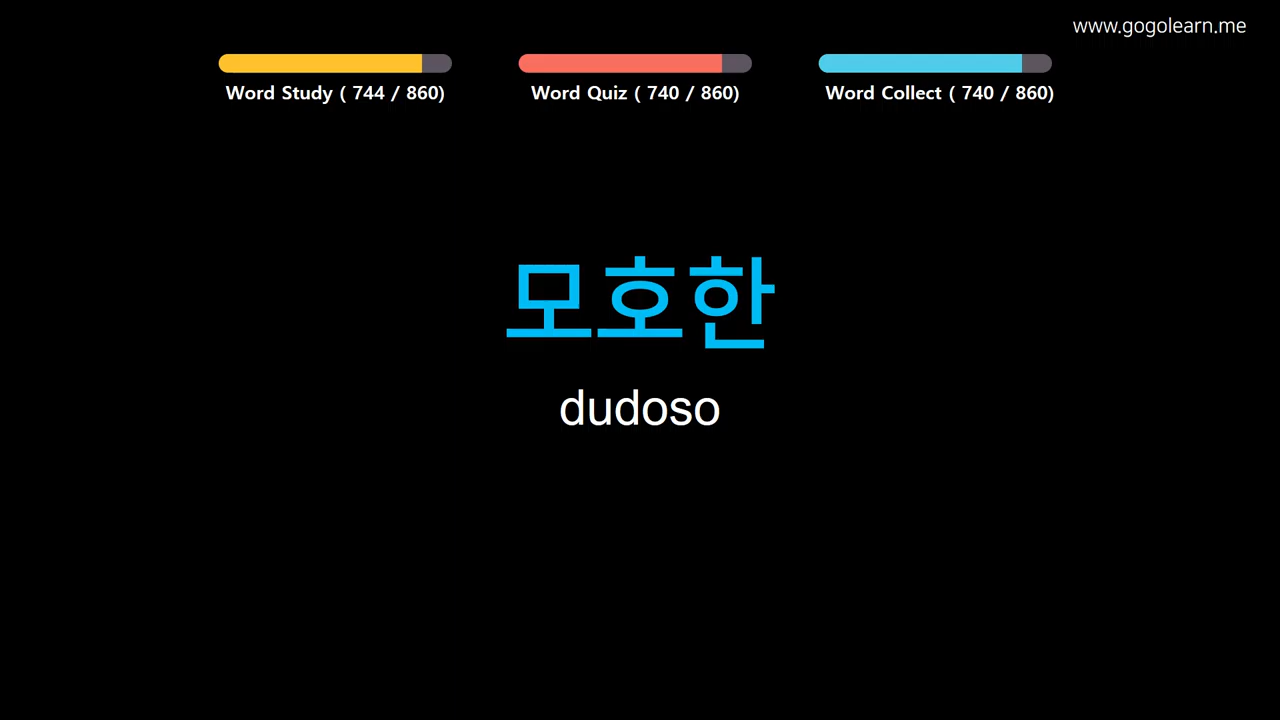 www.gogolearn.me
Word Study ( 744 / 860)
Word Quiz ( 740 / 860)
Word Collect ( 740 / 860)
모호한
dudoso